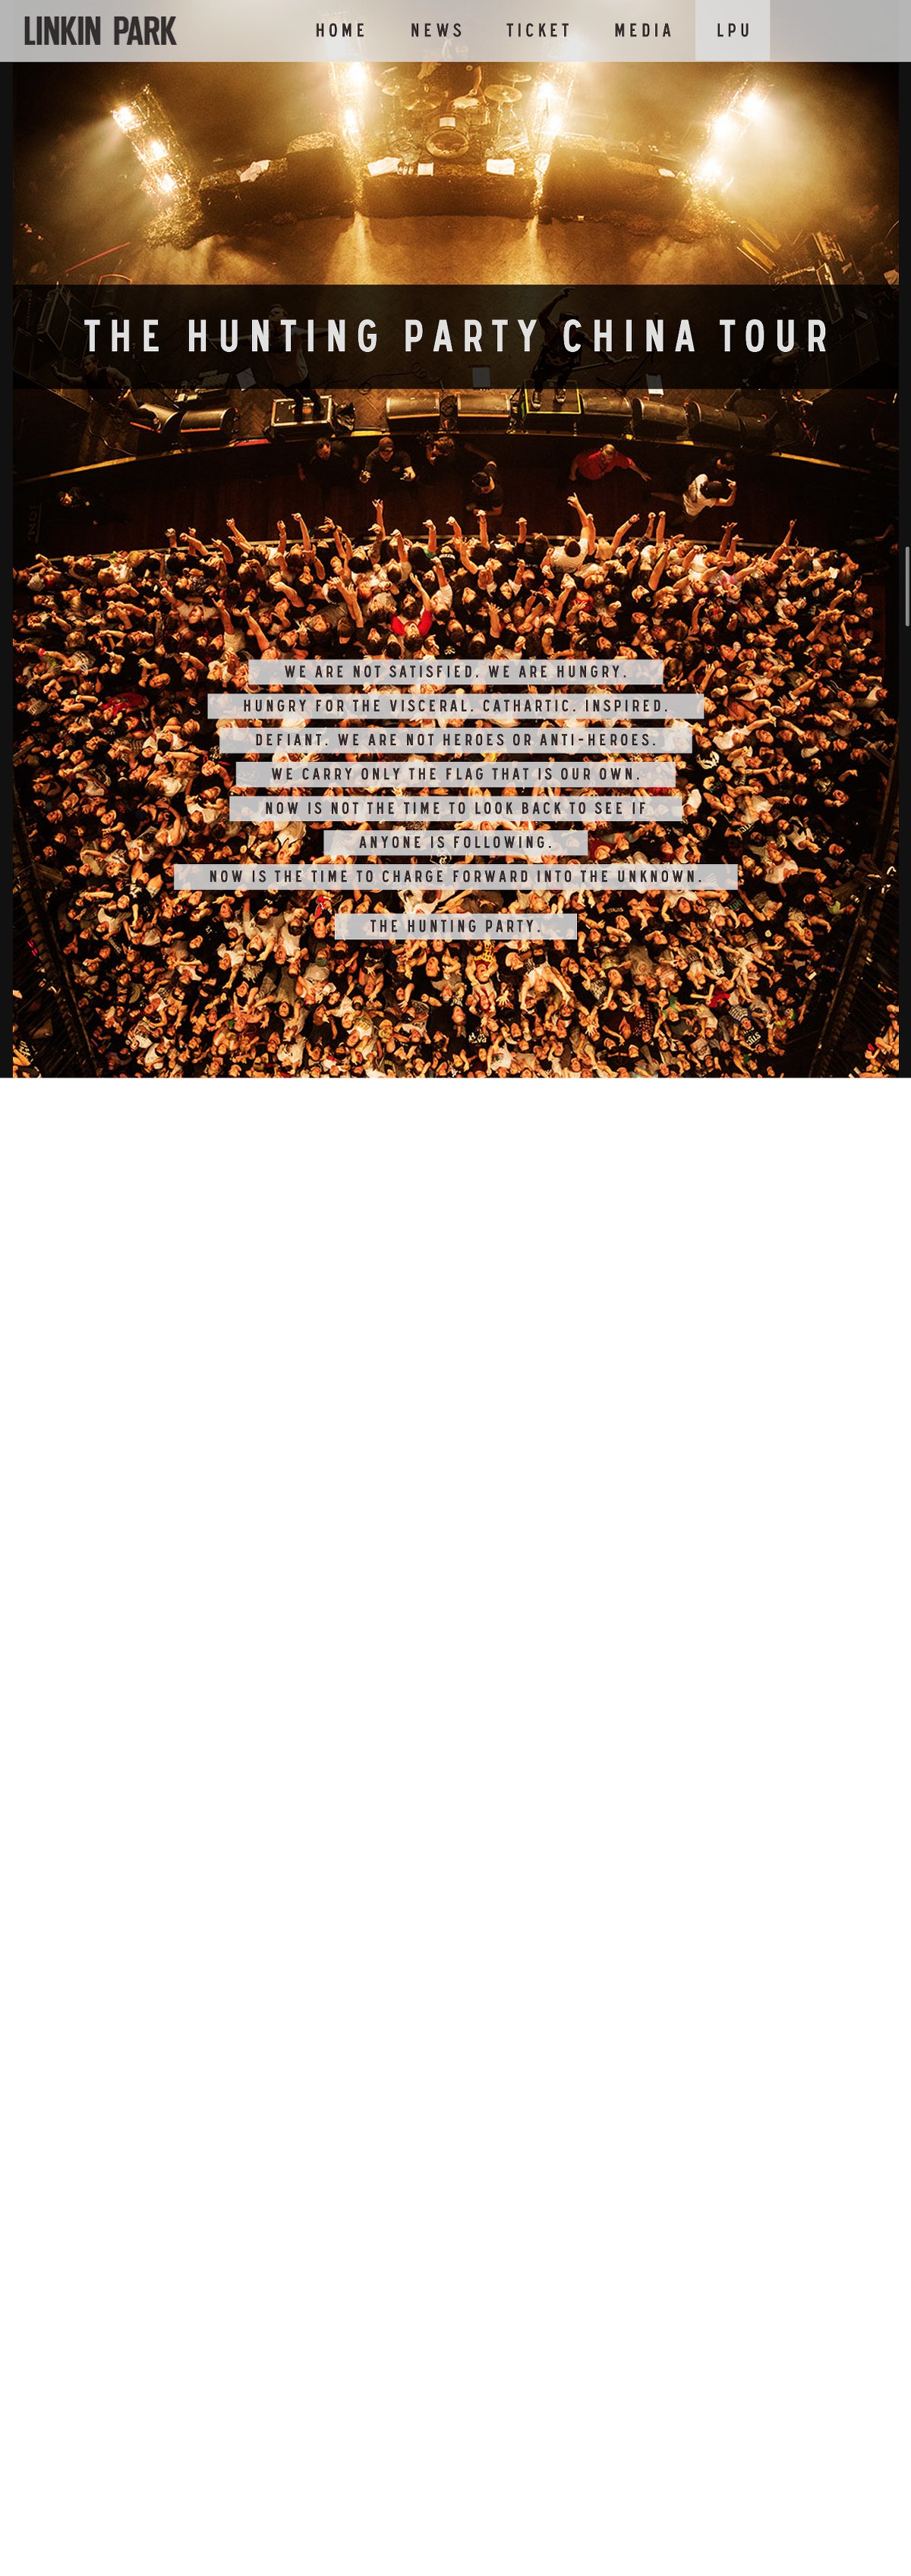 LINKIN PARK
HOME NEWS TICKET MEDIA LPU
THE HUNTING PARTY CHINA TOUR
WE ARE NOT SATISFIED. WE ARE HUNGRY.
HUNGRY FOR THE VISCERAL. CATHARTIC. INSPIRED.
DEFIANT. WE ARE NOT HEROES OR ANTI-HEROES.
WE CARRY ONLY THE FLAG THAT IS OUR OWN.
NOW IS NOT THE TIME TO LOOK BACK TO SEE IF
ANYONE IS FOLLOWING.
NOW IS THE TIME TO CHARGE FORWARD INTO THE UNKNOWN.
THE HUNTING PARTY.